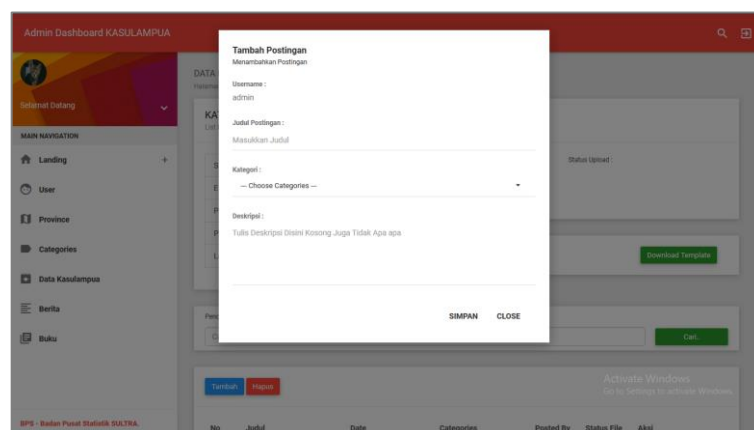 Admin Dashboard KASULAMPUA
Selamat Datang
MAIN NAVIGATION
Landing
User
Province
Categories
Data Kasulampua
Berita
Buku
BPS - Badan Pusat Statistik SULTRA.
DATA
KA
Tambah Postingan
Menambahkan Postingan
Username :
admin
Judul Postingan :
Masukkan Judul
Kategori :
--- Choose Categories ---
Deskripsi :
Tulis Deskripsi Disini Kosong Juga Tidak Apa apa
SIMPAN CLOSE
Status Upload :
Download Template
Cari..
Tambah Hapus
Activate Windows
Go to Settings to activate Windows.
No Judul Date Categories Posted By Status File Aksi